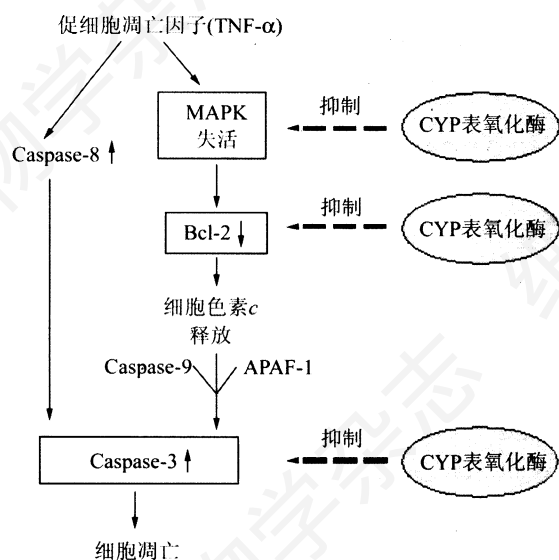 促细胞凋亡因子(TNF-α)
MAPK
失活
抑制
CYP表氧化酶
Caspase-8
抑制
Bcl-2
CYP表氧化酶
细胞色素c
释放
Caspase-9
APAF-1
抑制
Caspase-3
CYP表氧化酶
细胞凋亡